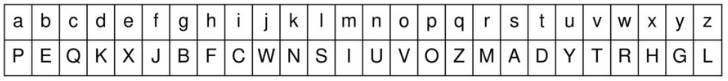 a b c d e f g h i j k l m n o p q r s t u v w x y z
P E Q K X J B F C W N S I U V O Z M A D Y T R H G L